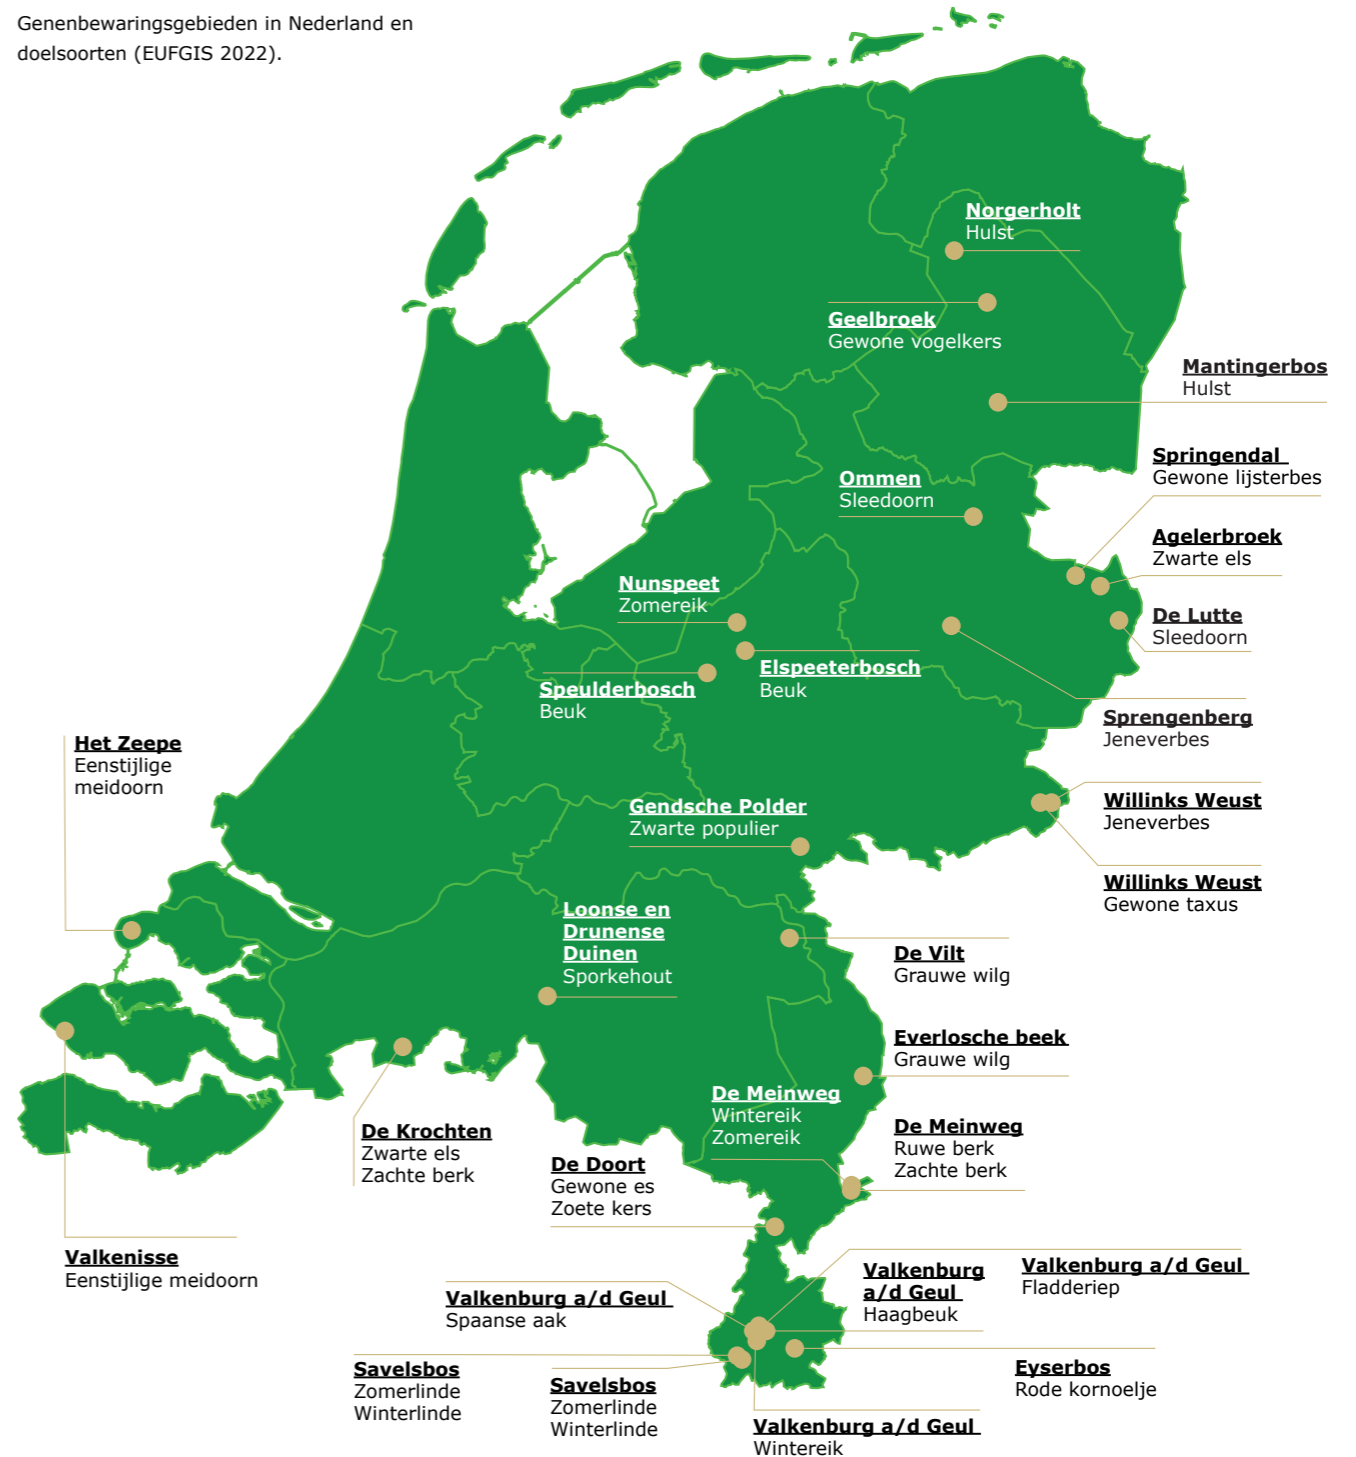 Genenbewaringsgebieden in Nederland en
doelsoorten (EUFGIS 2022).
Norgerholt
Hulst
Geelbroek
Gewone vogelkers
Mantingerbos
Hulst
Springendal
Gewone lijsterbes
Ommen
Sleedoorn
Agelerbroek
Zwarte els
Nunspeet
Zomereik
De Lutte
Sleedoorn
Elspeeterbosch
Beuk
Speulderbosch
Beuk
Sprengenberg
Jeneverbes
Het Zeepe
Eenstijlige
meidoorn
Willinks Weust
Jeneverbes
Gendsche Polder
Zwarte populier
Willinks Weust
Gewone taxus
Loonse en
Drunense
Duinen
Sporkehout
De Vilt
Grauwe wilg
Everlosche beek
Grauwe wilg
De Meinweg
Wintereik
Zomereik
De Meinweg
Ruwe berk
Zachte berk
De Krochten
Zwarte els
Zachte berk
De Doort
Gewone es
Zoete kers
Valkenisse
Eenstijlige meidoorn
Valkenburg a/d Geul
Fladderiep
Valkenburg
a/d Geul
Haagbeuk
Valkenburg a/d Geul
Spaanse aak
Eyserbos
Rode kornoelje
Savelsbos
Zomerlinde
Winterlinde
Savelsbos
Zomerlinde
Winterlinde
Valkenburg a/d Geul
Wintereik